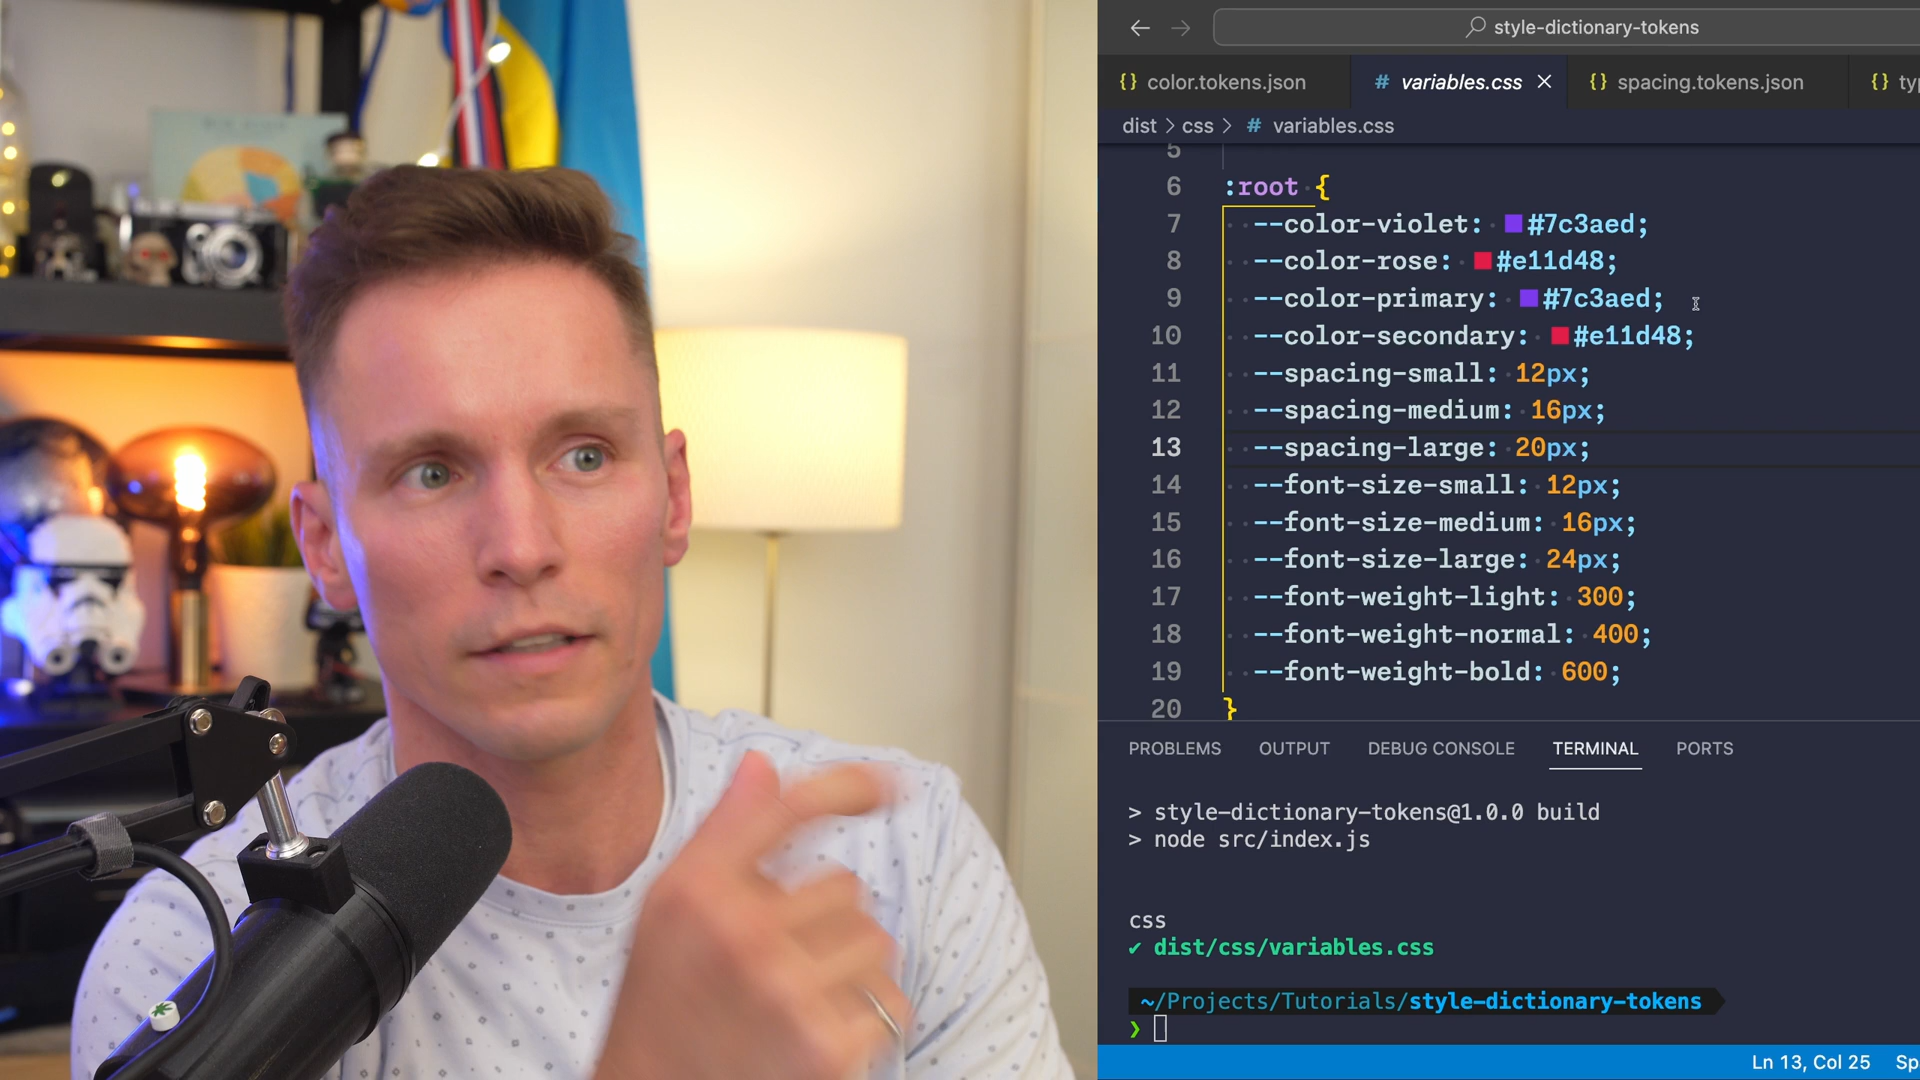 style-dictionary-tokens
{} color.tokens.json
# variables.css
{} spacing.tokens.json
{} typ
dist > css > # variables.css
5
6 :root {
7 --color-violet: #7c3aed;
8 --color-rose: #e11d48;
9 --color-primary: #7c3aed;
10 --color-secondary: #e11d48;
11 --spacing-small: 12px;
12 --spacing-medium: 16px;
13 --spacing-large: 20px;
14 --font-size-small: 12px;
15 --font-size-medium: 16px;
16 --font-size-large: 24px;
17 --font-weight-light: 300;
18 --font-weight-normal: 400;
19 --font-weight-bold: 600;
20 }
PROBLEMS OUTPUT DEBUG CONSOLE TERMINAL PORTS
> style-dictionary-tokens@1.0.0 build
> node src/index.js
css
✔ dist/css/variables.css
~/Projects/Tutorials/style-dictionary-tokens
❯
Ln 13, Col 25 Sp